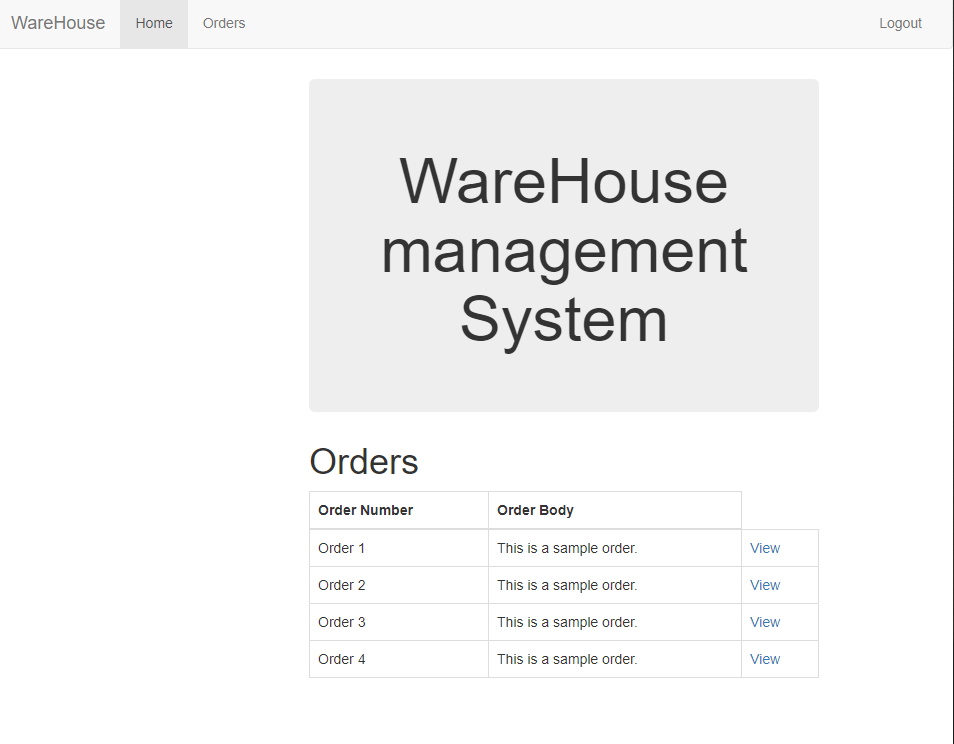 WareHouse Home Orders Logout
WareHouse
management
System
Orders
Order Number Order Body
Order 1 This is a sample order. View
Order 2 This is a sample order. View
Order 3 This is a sample order. View
Order 4 This is a sample order. View